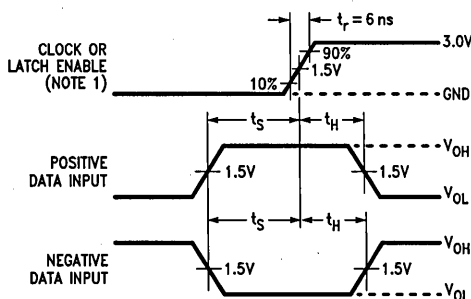 t_r = 6 ns
3.0V
CLOCK OR
LATCH ENABLE
(NOTE 1)
90%
1.5V
10%
GND
t_S
t_H
V_OH
POSITIVE
DATA INPUT
1.5V
1.5V
V_OL
t_S
t_H
V_OH
NEGATIVE
DATA INPUT
1.5V
1.5V
V_OL